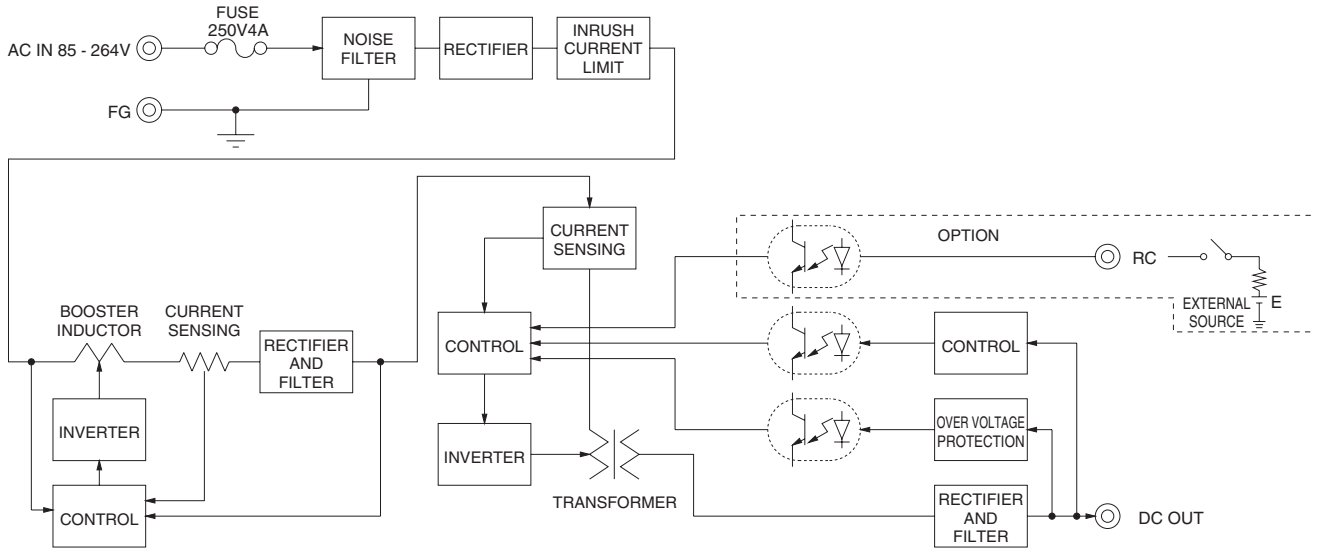 FUSE
250V4A
AC IN 85 - 264V
NOISE
FILTER
RECTIFIER
INRUSH
CURRENT
LIMIT
FG
CURRENT
SENSING
OPTION
RC
E
EXTERNAL
SOURCE
BOOSTER
INDUCTOR
CURRENT
SENSING
RECTIFIER
AND
FILTER
CONTROL
CONTROL
INVERTER
OVER VOLTAGE
PROTECTION
INVERTER
TRANSFORMER
CONTROL
RECTIFIER
AND
FILTER
DC OUT